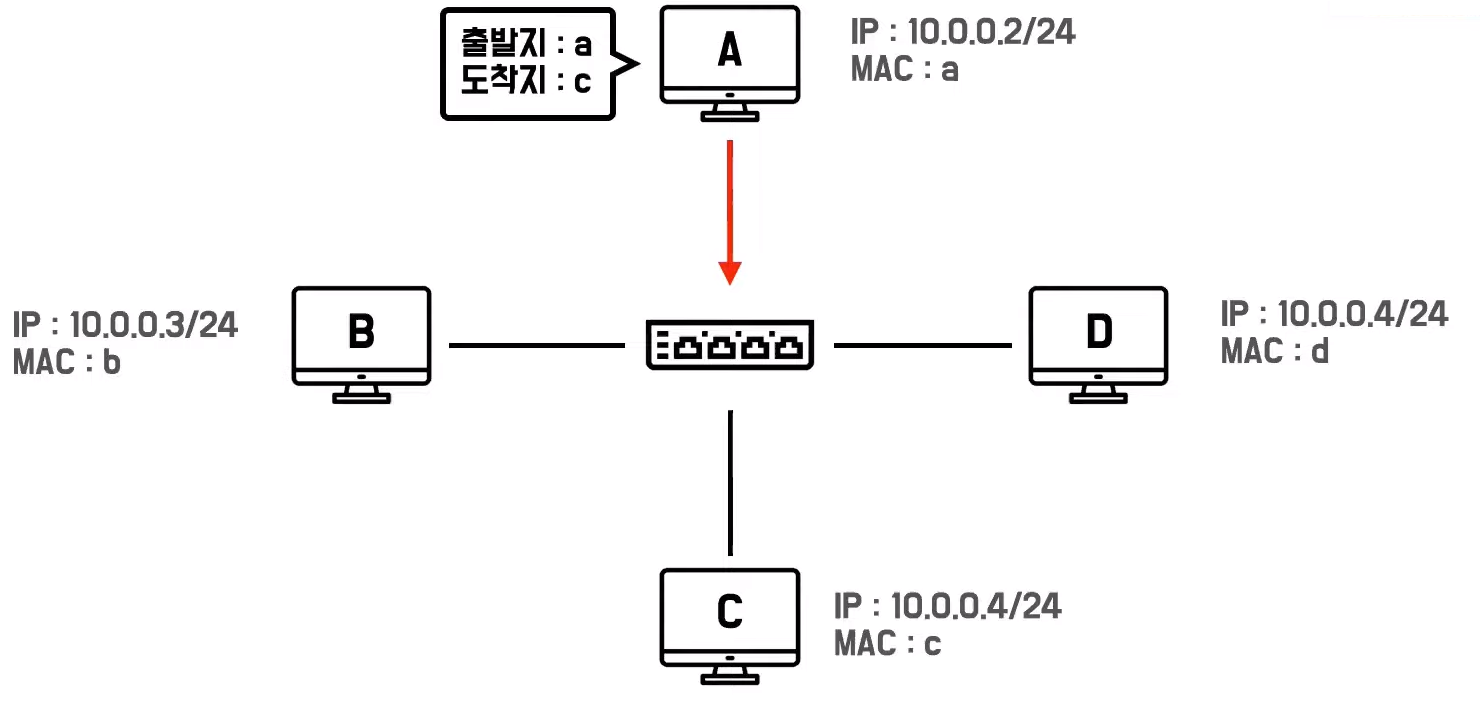 출발지 : a
도착지 : c
A
IP : 10.0.0.2/24
MAC : a
IP : 10.0.0.3/24
MAC : b
B
D
IP : 10.0.0.4/24
MAC : d
C
IP : 10.0.0.4/24
MAC : c